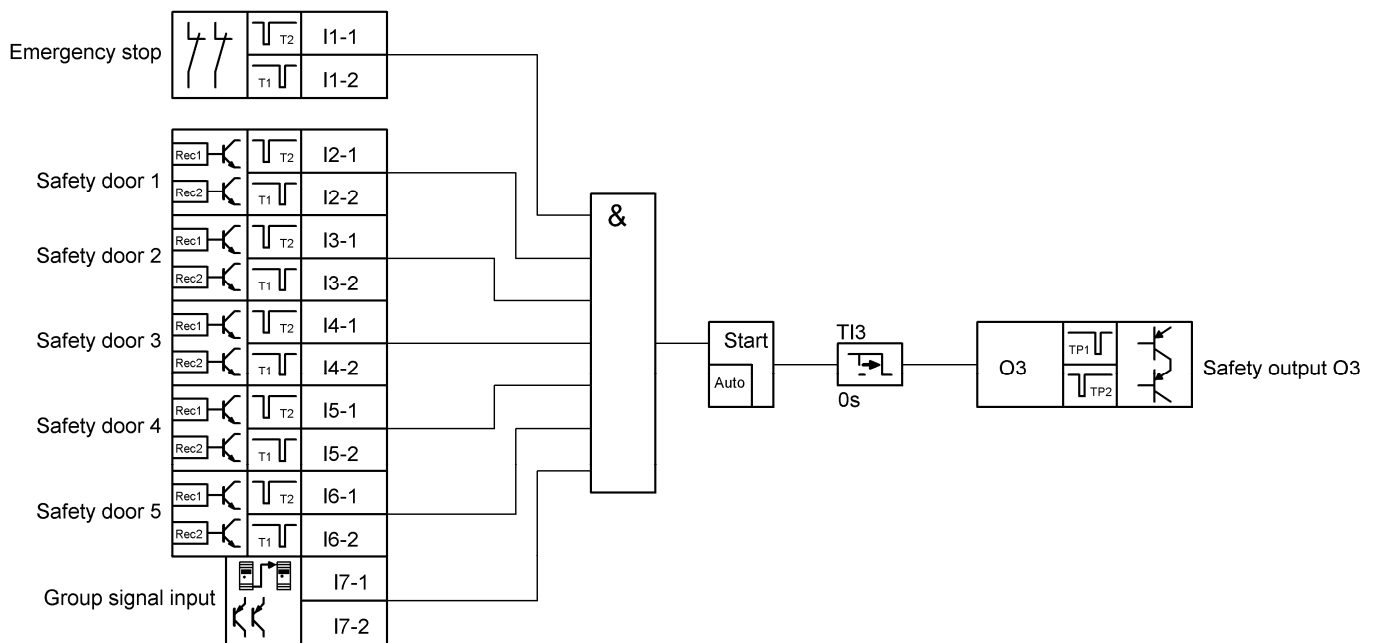 Emergency stop
T2 I1-1
T1 I1-2
Safety door 1
Rec1 T2 I2-1
Rec2 T1 I2-2
Safety door 2
Rec1 T2 I3-1
Rec2 T1 I3-2
Safety door 3
Rec1 T2 I4-1
Rec2 T1 I4-2
Safety door 4
Rec1 T2 I5-1
Rec2 T1 I5-2
Safety door 5
Rec1 T2 I6-1
Rec2 T1 I6-2
Group signal input
I7-1
I7-2
&
Start
Auto
TI3
0s
O3
TP1
TP2
Safety output O3